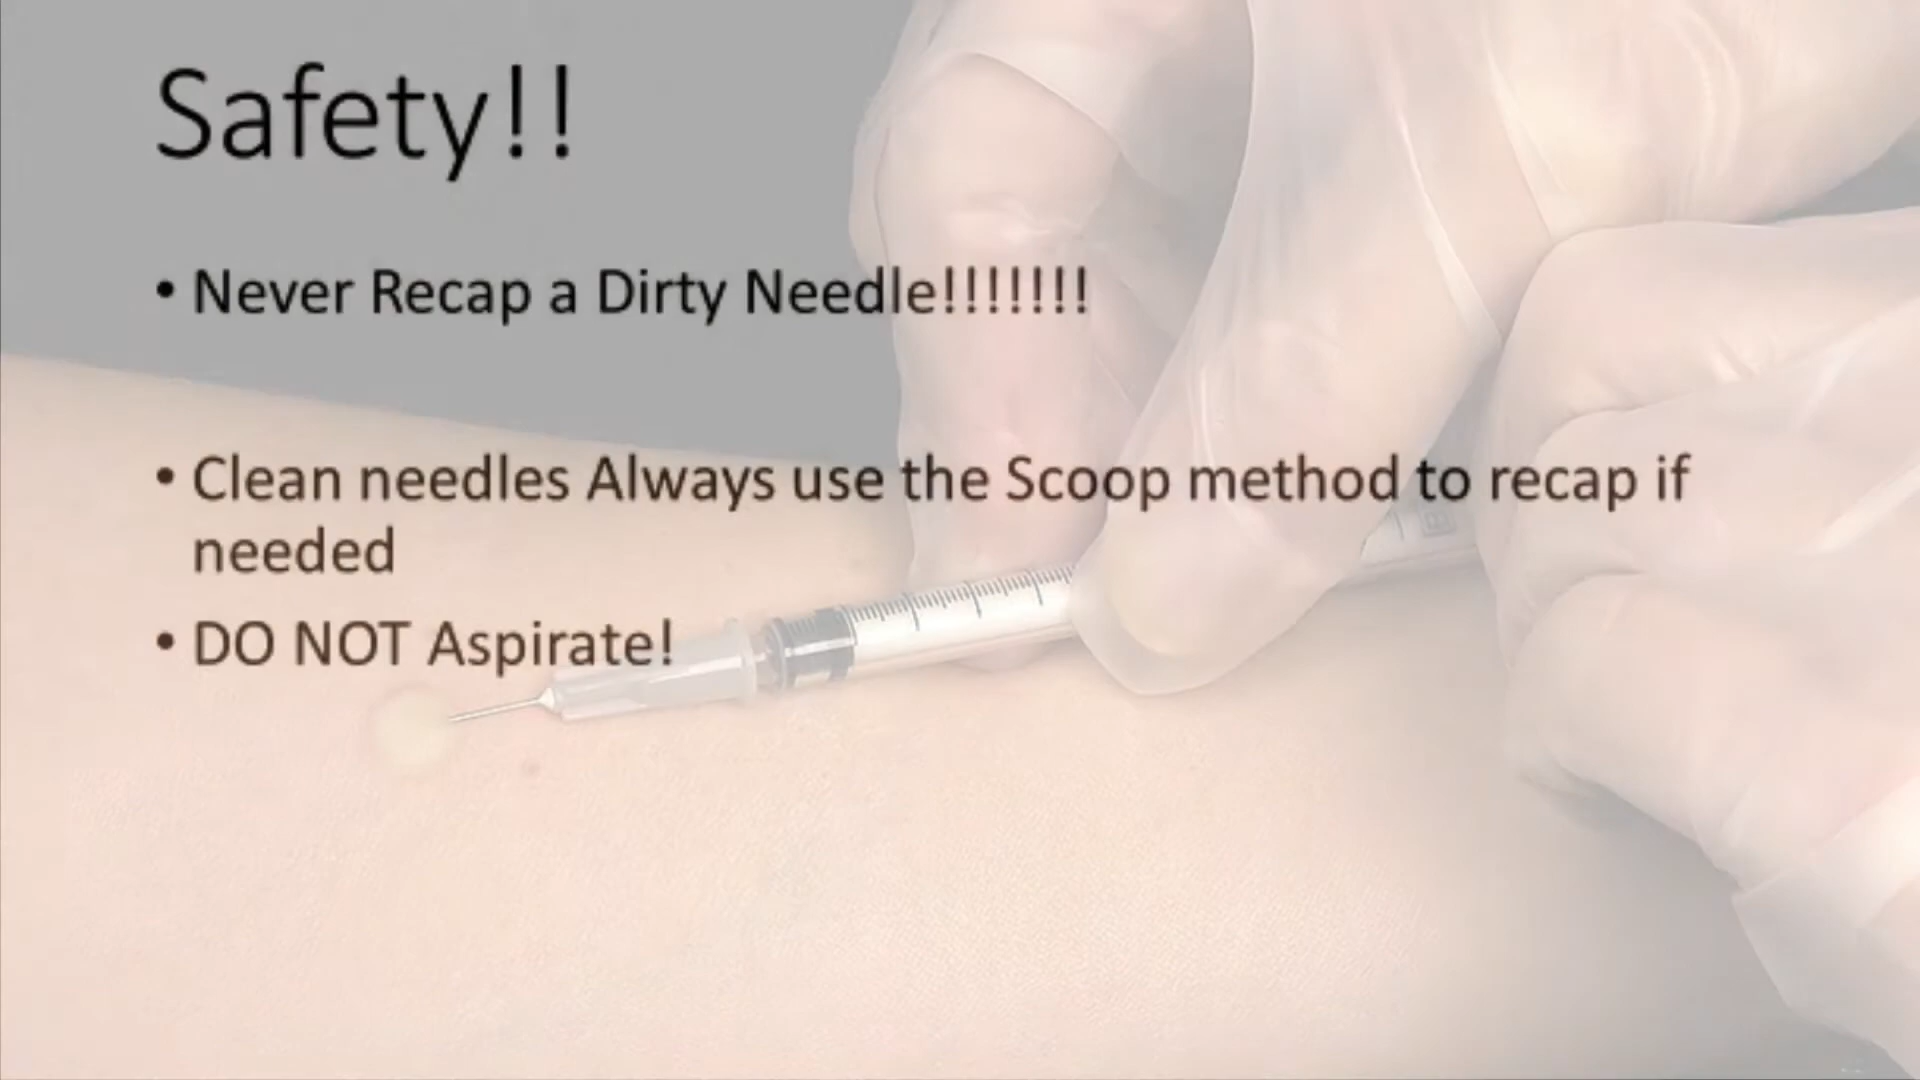 Safety!!
• Never Recap a Dirty Needle!!!!!!!
• Clean needles Always use the Scoop method to recap if
needed
• DO NOT Aspirate!